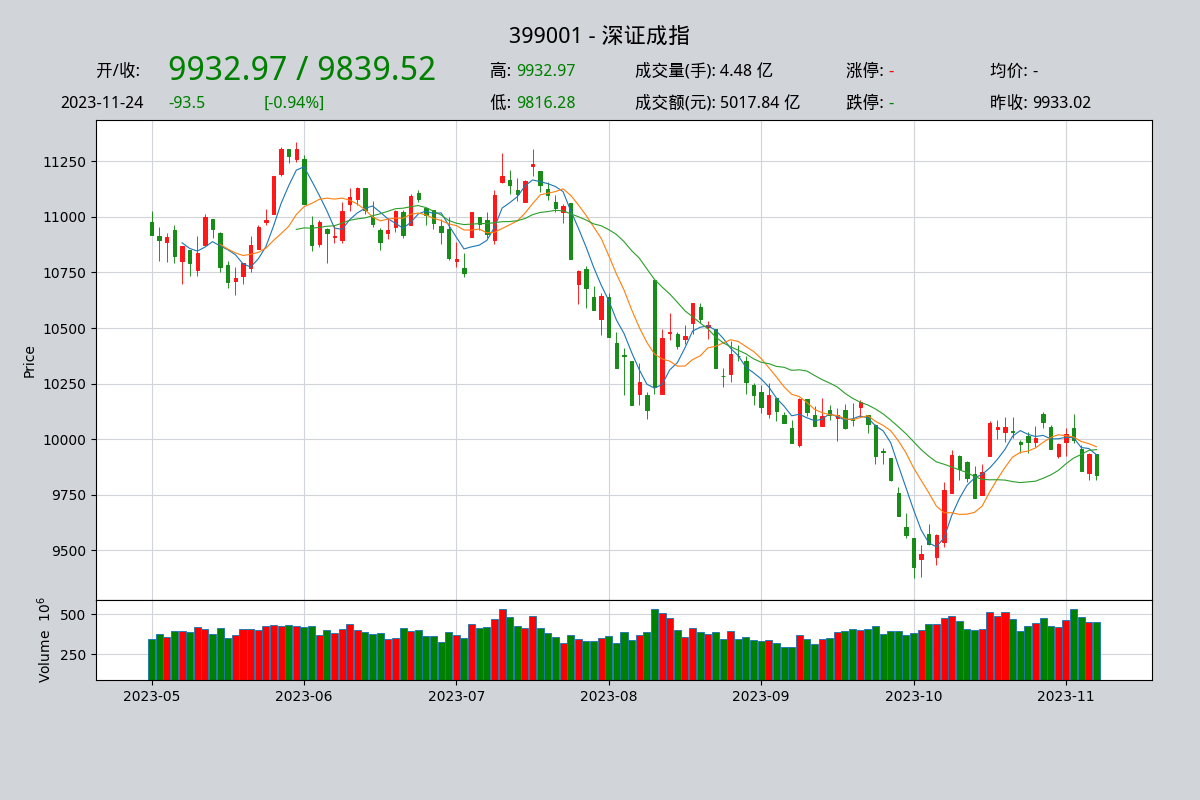 399001 - 深证成指
开/收: 9932.97 / 9839.52 高: 9932.97 成交量(手): 4.48 亿 涨停: - 均价: -
2023-11-24 -93.5 [-0.94%] 低: 9816.28 成交额(元): 5017.84 亿 跌停: - 昨收: 9933.02
11250
11000
10750
10500
10250
10000
9750
9500
Price
500
250
Volume 10^6
2023-05 2023-06 2023-07 2023-08 2023-09 2023-10 2023-11